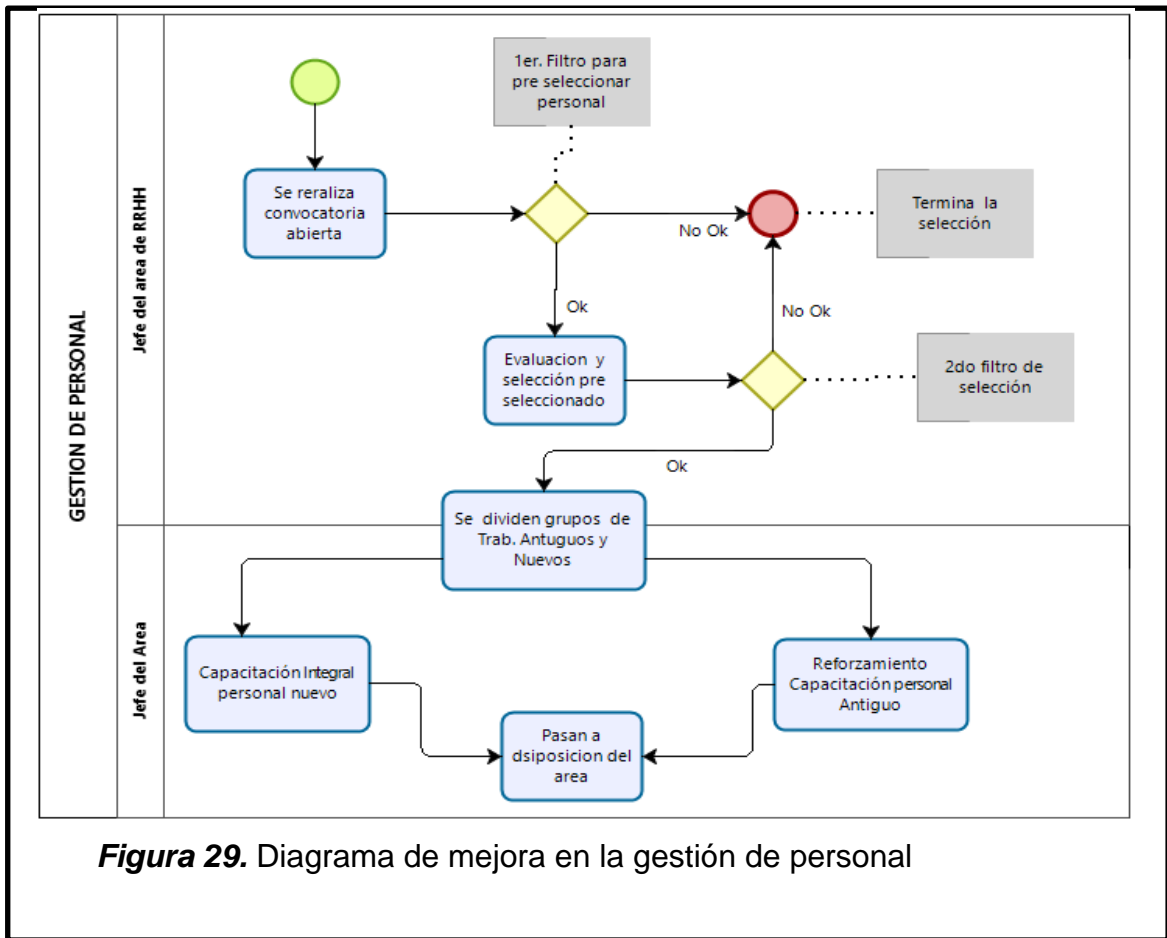 GESTION DE PERSONAL
Jefe del area de RRHH
1er. Filtro para
pre seleccionar
personal
Se reraliza
convocatoria
abierta
No Ok
Termina la
selección
Ok
No Ok
Evaluacion y
selección pre
seleccionado
2do filtro de
selección
Ok
Se dividen grupos de
Trab. Antuguos y
Nuevos
Jefe del Area
Capacitación Integral
personal nuevo
Reforzamiento
Capacitación personal
Antiguo
Pasan a
dsiposicion del
area
Figura 29. Diagrama de mejora en la gestión de personal